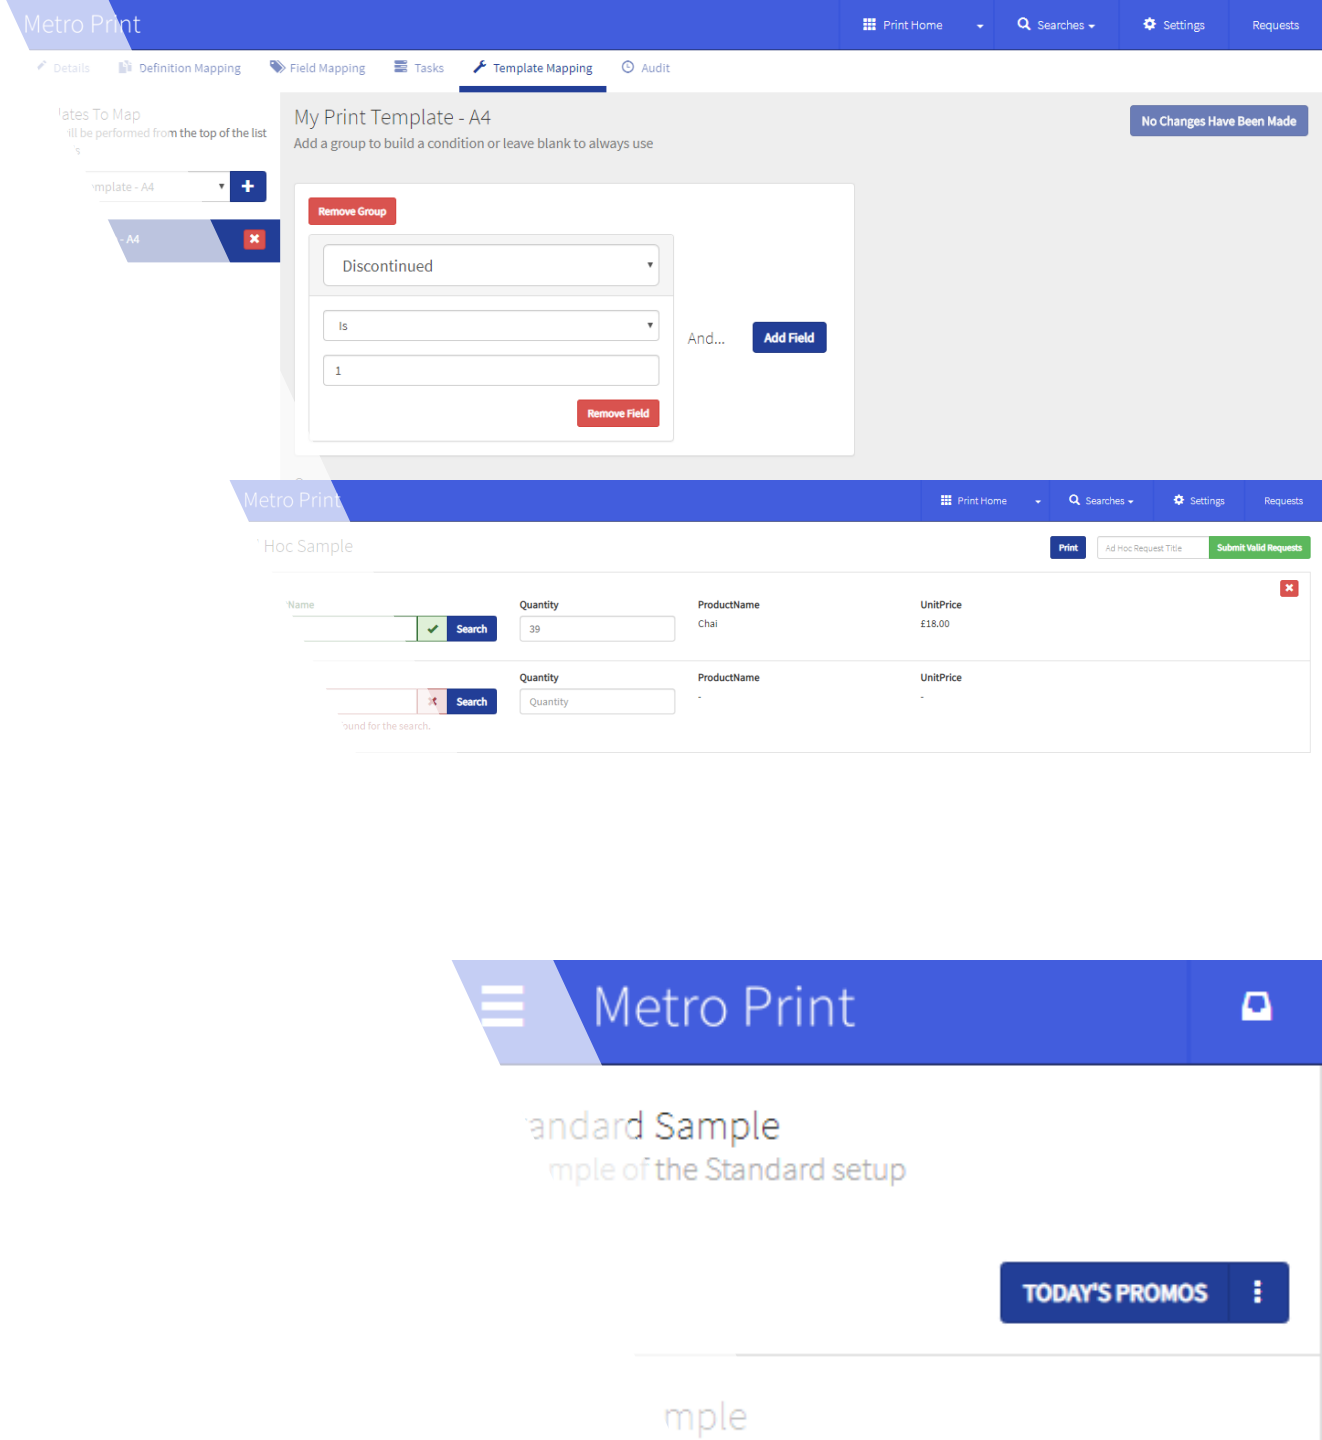 Metro Print
Print Home
Searches
Settings
Requests
Details
Definition Mapping
Field Mapping
Tasks
Template Mapping
Audit
To Map
be performed from the top of the list
- A4
- A4
My Print Template - A4
Add a group to build a condition or leave blank to always use
No Changes Have Been Made
Remove Group
Discontinued
Is
1
Remove Field
And...
Add Field
Metro Print
Print Home
Searches
Settings
Requests
Hoc Sample
Print
Ad Hoc Request Title
Submit Valid Requests
Name
Search
Quantity
39
ProductName
Chai
UnitPrice
£18.00
Search
for the search.
Quantity
Quantity
ProductName
-
UnitPrice
-
Metro Print
Sample
of the Standard setup
TODAY'S PROMOS